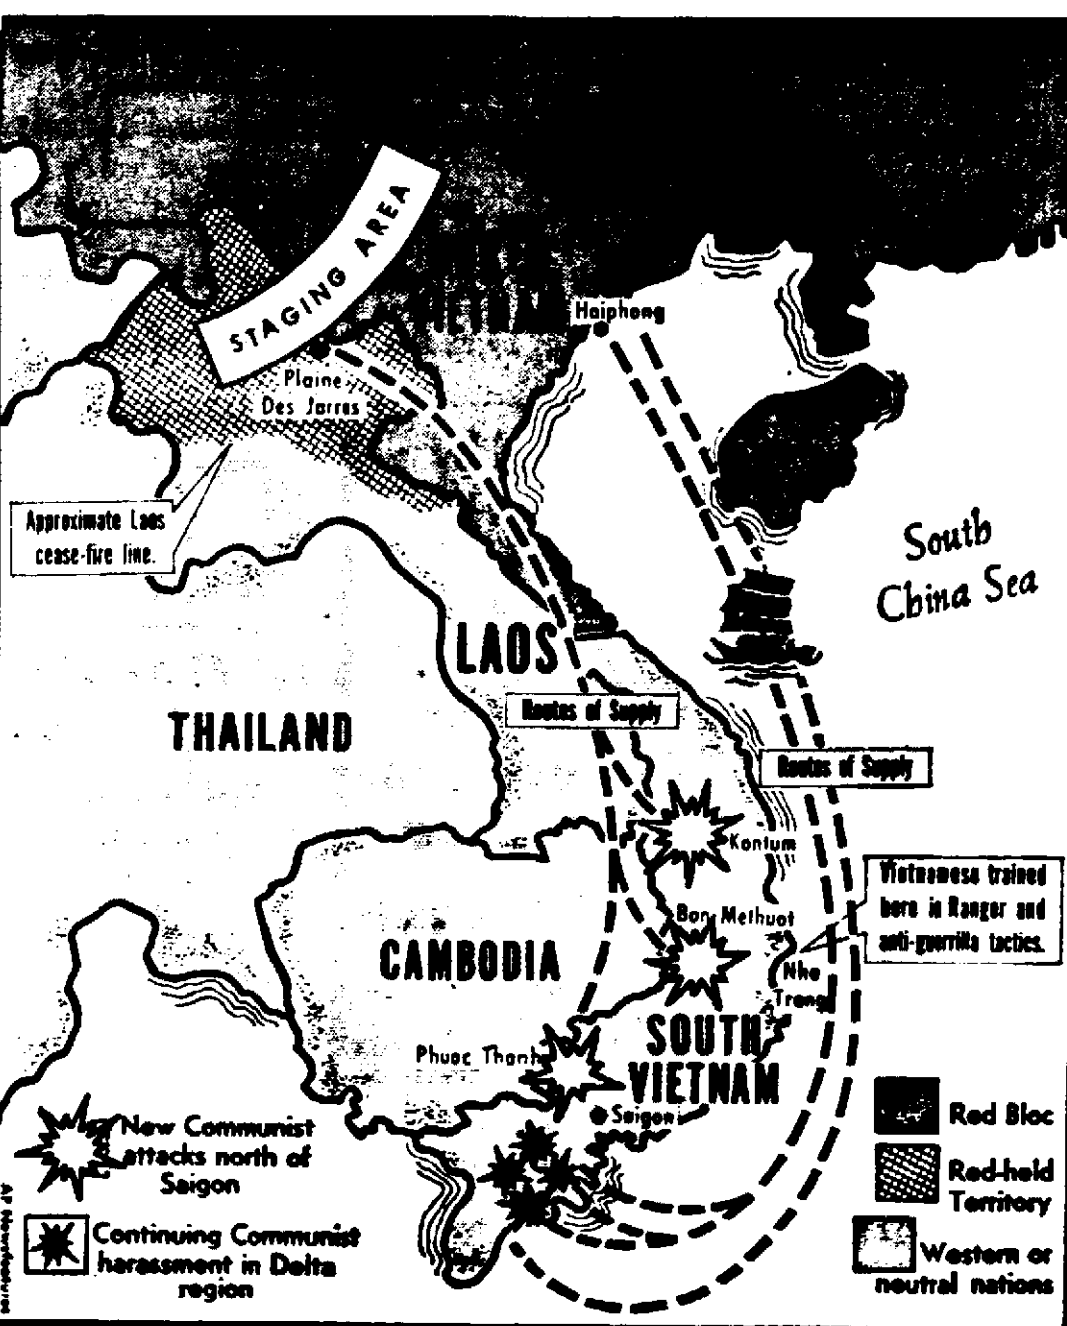 STAGING AREA
VIETNAM
Haiphong
Plaine
Des Jarres
Approximate Laos
cease-fire line.
South
China Sea
LAOS
THAILAND
Routes of Supply
Routes of Supply
Kontum
Vietnamese trained
here in Ranger and
anti-guerrilla tactics.
Ban Methuot
CAMBODIA
Nha
Trang
SOUTH
VIETNAM
Phuoc Thanh
Saigon
New Communist
attacks north of
Saigon
Continuing Communist
harassment in Delta
region
Red Bloc
Red-held
Territory
Western or
neutral nations
AP Newsfeatures